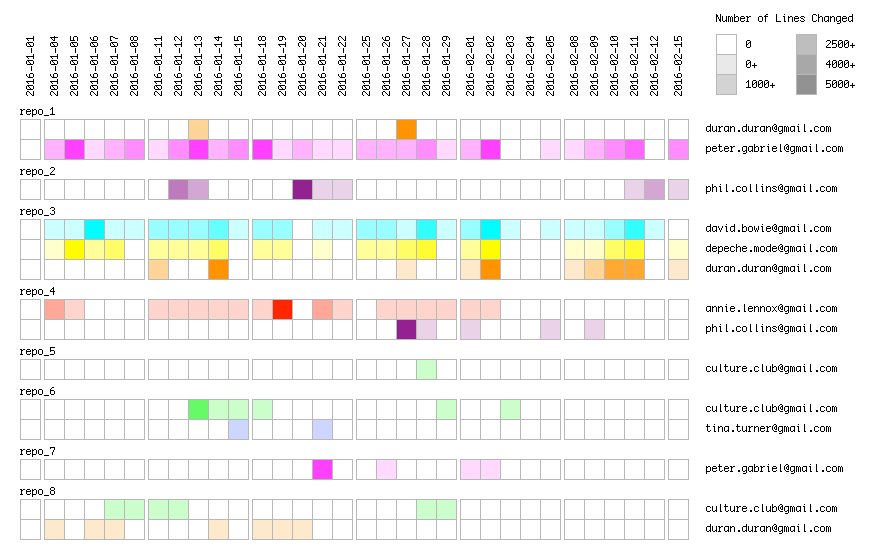 Number of Lines Changed
0
0+
1000+
2500+
4000+
5000+
2016-01-01
2016-01-04
2016-01-05
2016-01-06
2016-01-07
2016-01-08
2016-01-11
2016-01-12
2016-01-13
2016-01-14
2016-01-15
2016-01-18
2016-01-19
2016-01-20
2016-01-21
2016-01-22
2016-01-25
2016-01-26
2016-01-27
2016-01-28
2016-01-29
2016-02-01
2016-02-02
2016-02-03
2016-02-04
2016-02-05
2016-02-08
2016-02-09
2016-02-10
2016-02-11
2016-02-12
2016-02-15
repo_1
duran.duran@gmail.com
peter.gabriel@gmail.com
repo_2
phil.collins@gmail.com
repo_3
david.bowie@gmail.com
depeche.mode@gmail.com
duran.duran@gmail.com
repo_4
annie.lennox@gmail.com
phil.collins@gmail.com
repo_5
culture.club@gmail.com
repo_6
culture.club@gmail.com
tina.turner@gmail.com
repo_7
peter.gabriel@gmail.com
repo_8
culture.club@gmail.com
duran.duran@gmail.com